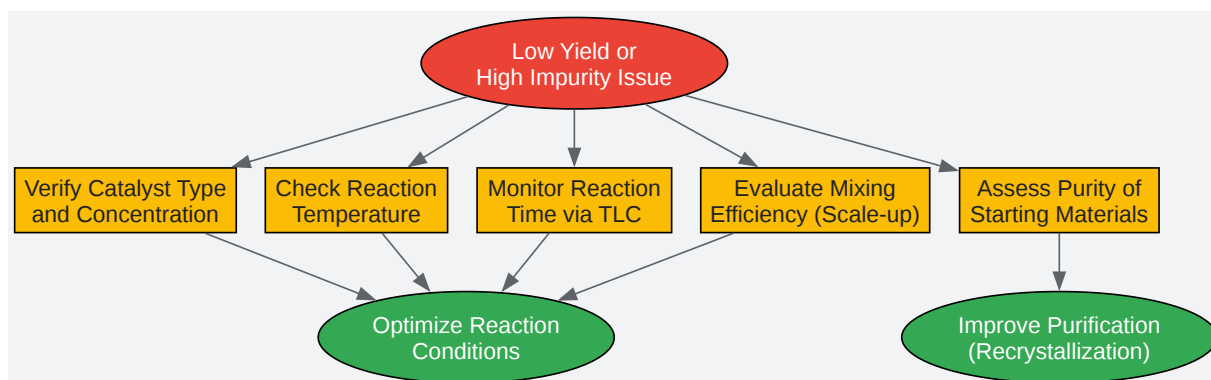 Low Yield or
High Impurity Issue
Verify Catalyst Type
and Concentration
Check Reaction
Temperature
Monitor Reaction
Time via TLC
Evaluate Mixing
Efficiency (Scale-up)
Assess Purity of
Starting Materials
Optimize Reaction
Conditions
Improve Purification
(Recrystallization)